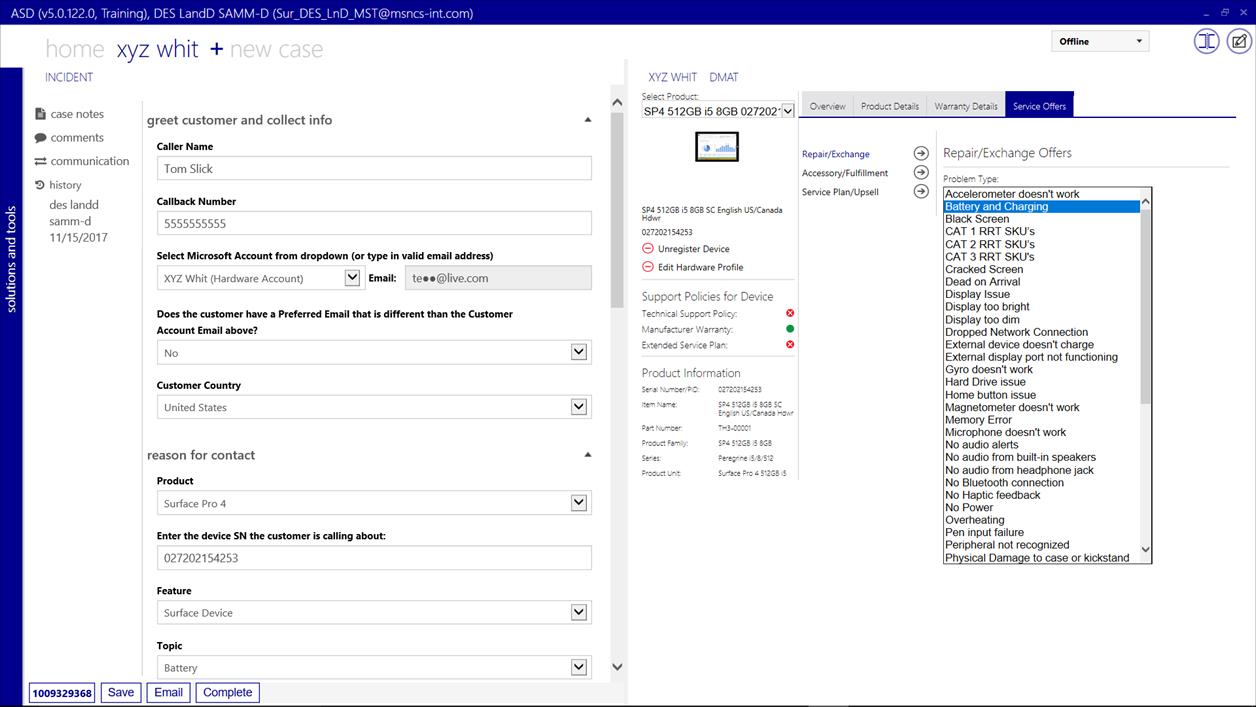 ASD (v5.0.122.0, Training), DES LandD SAMM-D (Sur_DES_LnD_MST@msncs-int.com)
home xyz whit + new case
Offline
solutions and tools
INCIDENT
case notes
comments
communication
history
des landd
samm-d
11/15/2017
greet customer and collect info
Caller Name
Tom Slick
Callback Number
5555555555
Select Microsoft Account from dropdown (or type in valid email address)
XYZ Whit (Hardware Account) Email: te●●@live.com
Does the customer have a Preferred Email that is different than the Customer
Account Email above?
No
Customer Country
United States
reason for contact
Product
Surface Pro 4
Enter the device SN the customer is calling about:
027202154253
Feature
Surface Device
Topic
Battery
1009329368 Save Email Complete
XYZ WHIT DMAT
Select Product:
SP4 512GB i5 8GB 027202
SP4 512GB i5 8GB SC English US/Canada
Hdwr
027202154253
Unregister Device
Edit Hardware Profile
Support Policies for Device
Technical Support Policy:
Manufacturer Warranty:
Extended Service Plan:
Product Information
Serial Number/PID: 027202154253
Item Name: SP4 512GB i5 8GB SC
English US/Canada Hdwr
Part Number: TH3-00001
Product Family: SP4 512GB i5 8GB
Series: Peregrine i5/8/512
Product Unit: Surface Pro 4 512GB i5
Overview Product Details Warranty Details Service Offers
Repair/Exchange
Accessory/Fulfillment
Service Plan/Upsell
Repair/Exchange Offers
Problem Type:
Accelerometer doesn't work
Battery and Charging
Black Screen
CAT 1 RRT SKU's
CAT 2 RRT SKU's
CAT 3 RRT SKU's
Cracked Screen
Dead on Arrival
Display Issue
Display too bright
Display too dim
Dropped Network Connection
External device doesn't charge
External display port not functioning
Gyro doesn't work
Hard Drive issue
Home button issue
Magnetometer doesn't work
Memory Error
Microphone doesn't work
No audio alerts
No audio from built-in speakers
No audio from headphone jack
No Bluetooth connection
No Haptic feedback
No Power
Overheating
Pen input failure
Peripheral not recognized
Physical Damage to case or kickstand